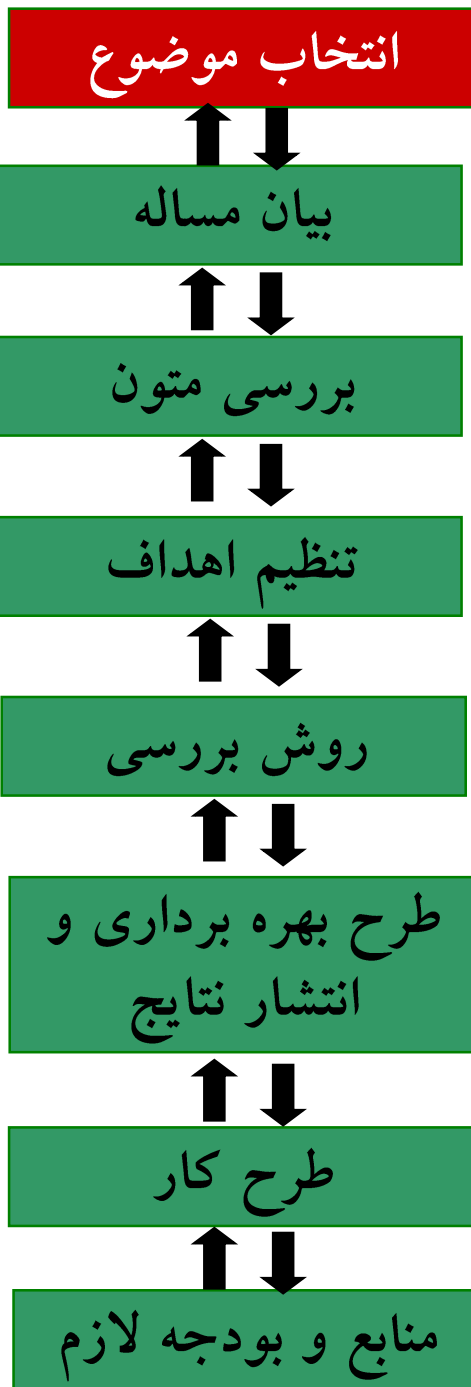 انتخاب موضوع
بیان مساله
بررسی متون
تنظیم اهداف
روش بررسی
طرح بهره برداری و
انتشار نتایج
طرح کار
منابع و بودجه لازم